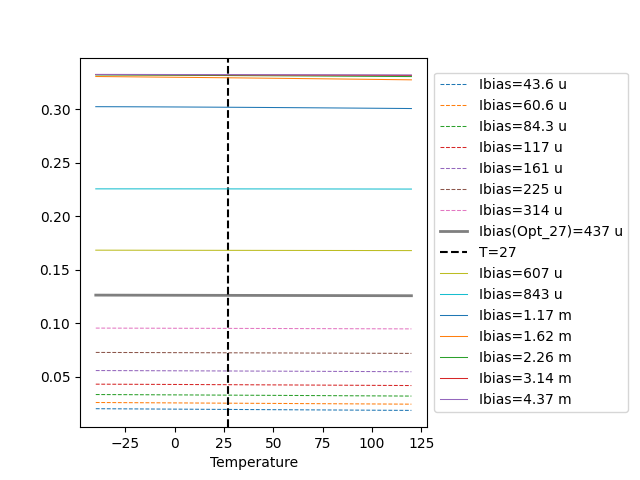 0.30
0.25
0.20
0.15
0.10
0.05
−25
0
25
50
75
100
125
Temperature
Ibias=43.6 u
Ibias=60.6 u
Ibias=84.3 u
Ibias=117 u
Ibias=161 u
Ibias=225 u
Ibias=314 u
Ibias(Opt_27)=437 u
T=27
Ibias=607 u
Ibias=843 u
Ibias=1.17 m
Ibias=1.62 m
Ibias=2.26 m
Ibias=3.14 m
Ibias=4.37 m